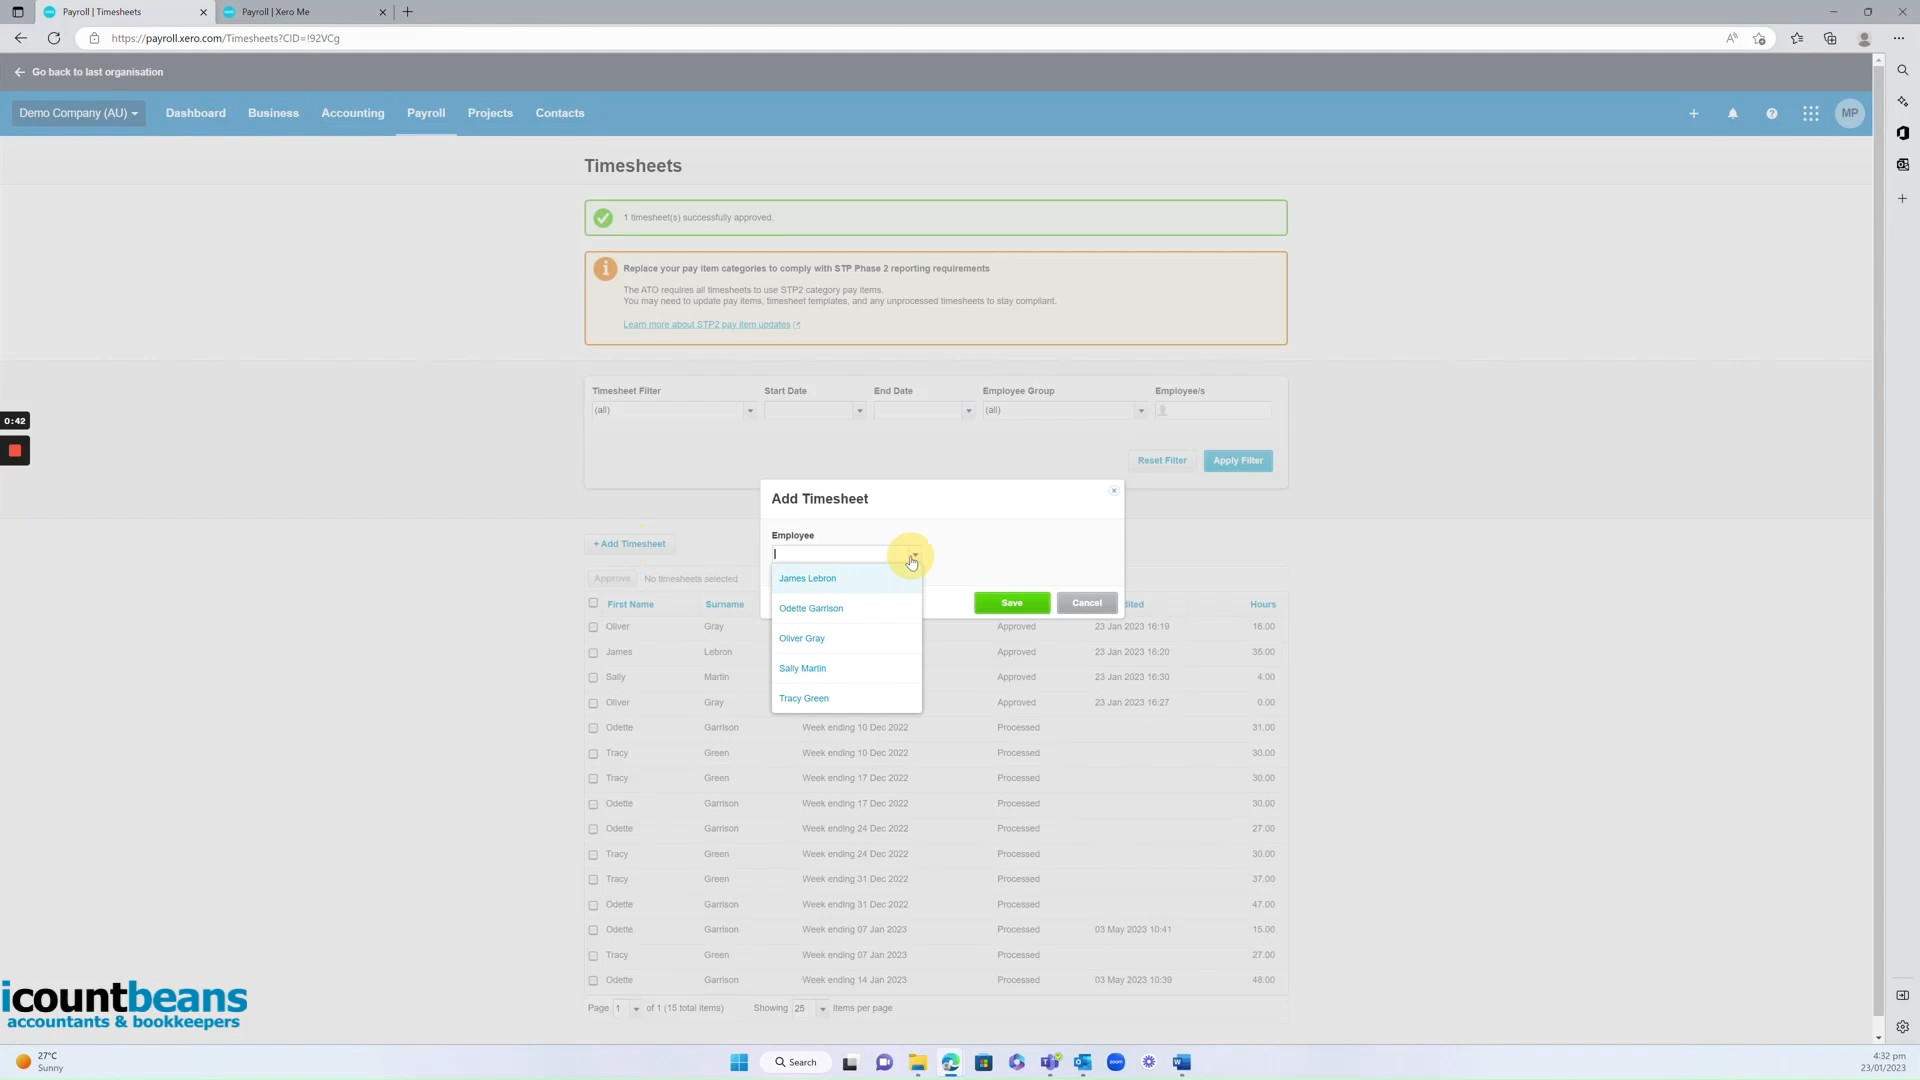 Payroll | Timesheets
Payroll | Xero Me
https://payroll.xero.com/Timesheets?CID=!92VCg
Go back to last organisation
Demo Company (AU)
Dashboard
Business
Accounting
Payroll
Projects
Contacts
MP
Timesheets
1 timesheet(s) successfully approved.
Replace your pay item categories to comply with STP Phase 2 reporting requirements
The ATO requires all timesheets to use STP2 category pay items.
You may need to update pay items, timesheet templates, and any unprocessed timesheets to stay compliant.
Learn more about STP2 pay item updates
Timesheet Filter Start Date End Date Employee Group Employee/s
(all) (all)
0:42
Reset Filter Apply Filter
Add Timesheet
Employee
James Lebron
Odette Garrison
Oliver Gray
Sally Martin
Tracy Green
Save Cancel
+ Add Timesheet
Approve No timesheets selected
First Name Surname dited Hours
Oliver Gray Approved 23 Jan 2023 16:19 16.00
James Lebron Approved 23 Jan 2023 16:20 35.00
Sally Martin Approved 23 Jan 2023 16:30 4.00
Oliver Gray Approved 23 Jan 2023 16:27 0.00
Odette Garrison Week ending 10 Dec 2022 Processed 31.00
Tracy Green Week ending 10 Dec 2022 Processed 30.00
Tracy Green Week ending 17 Dec 2022 Processed 30.00
Odette Garrison Week ending 17 Dec 2022 Processed 30.00
Odette Garrison Week ending 24 Dec 2022 Processed 27.00
Tracy Green Week ending 24 Dec 2022 Processed 30.00
Tracy Green Week ending 31 Dec 2022 Processed 37.00
Odette Garrison Week ending 31 Dec 2022 Processed 47.00
Odette Garrison Week ending 07 Jan 2023 Processed 03 May 2023 10:41 15.00
Tracy Green Week ending 07 Jan 2023 Processed 27.00
Odette Garrison Week ending 14 Jan 2023 Processed 03 May 2023 10:39 48.00
Page 1 of 1 (15 total items) Showing 25 items per page
icountbeans
accountants & bookkeepers
27°C
Sunny
Search
zoom
4:32 pm
23/01/2023